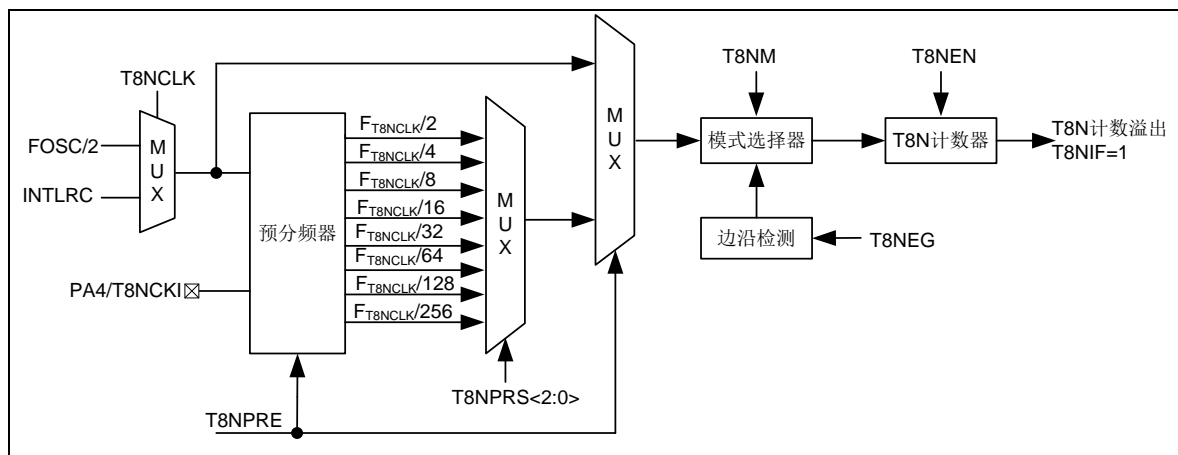 T8NCLK
FOSC/2
INTLRC
MUX
PA4/T8NCKI
预分频器
F_T8NCLK/2
F_T8NCLK/4
F_T8NCLK/8
F_T8NCLK/16
F_T8NCLK/32
F_T8NCLK/64
F_T8NCLK/128
F_T8NCLK/256
MUX
T8NPRS<2:0>
T8NPRE
MUX
T8NM
模式选择器
边沿检测
T8NEG
T8NEN
T8N计数器
T8N计数溢出
T8NIF=1